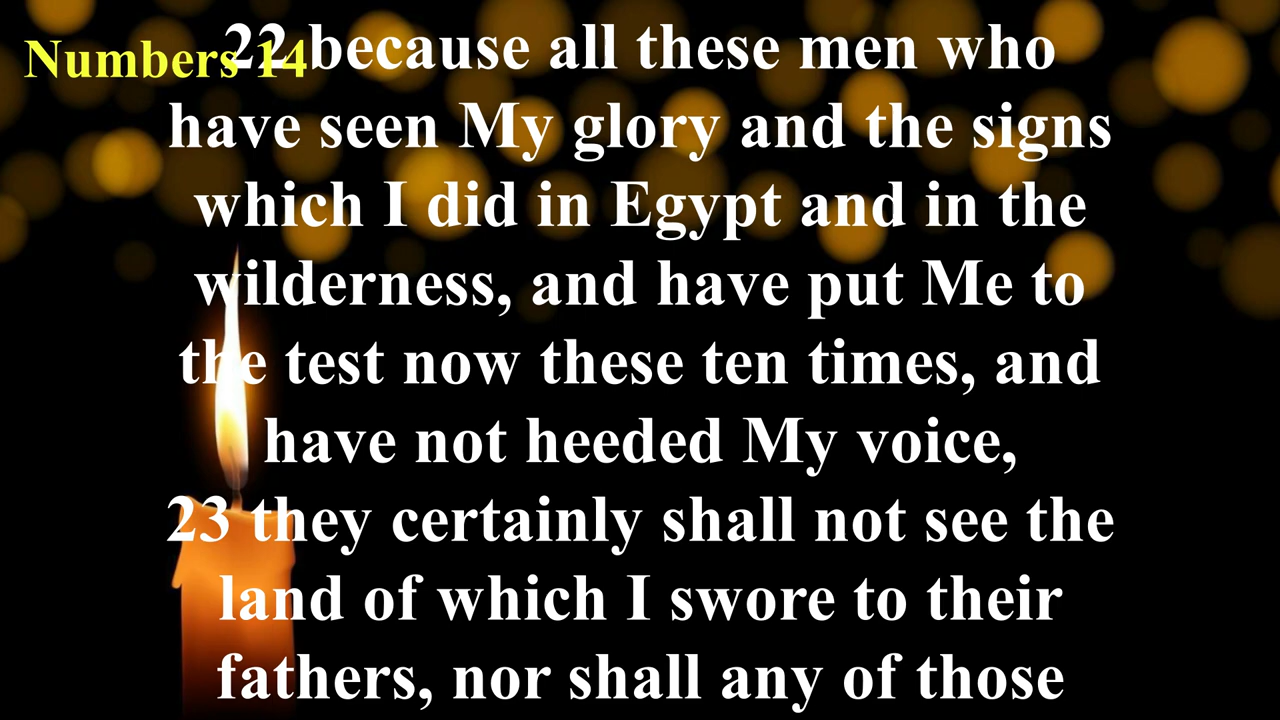 Numbers 14
22 because all these men who
have seen My glory and the signs
which I did in Egypt and in the
wilderness, and have put Me to
the test now these ten times, and
have not heeded My voice,
23 they certainly shall not see the
land of which I swore to their
fathers, nor shall any of those